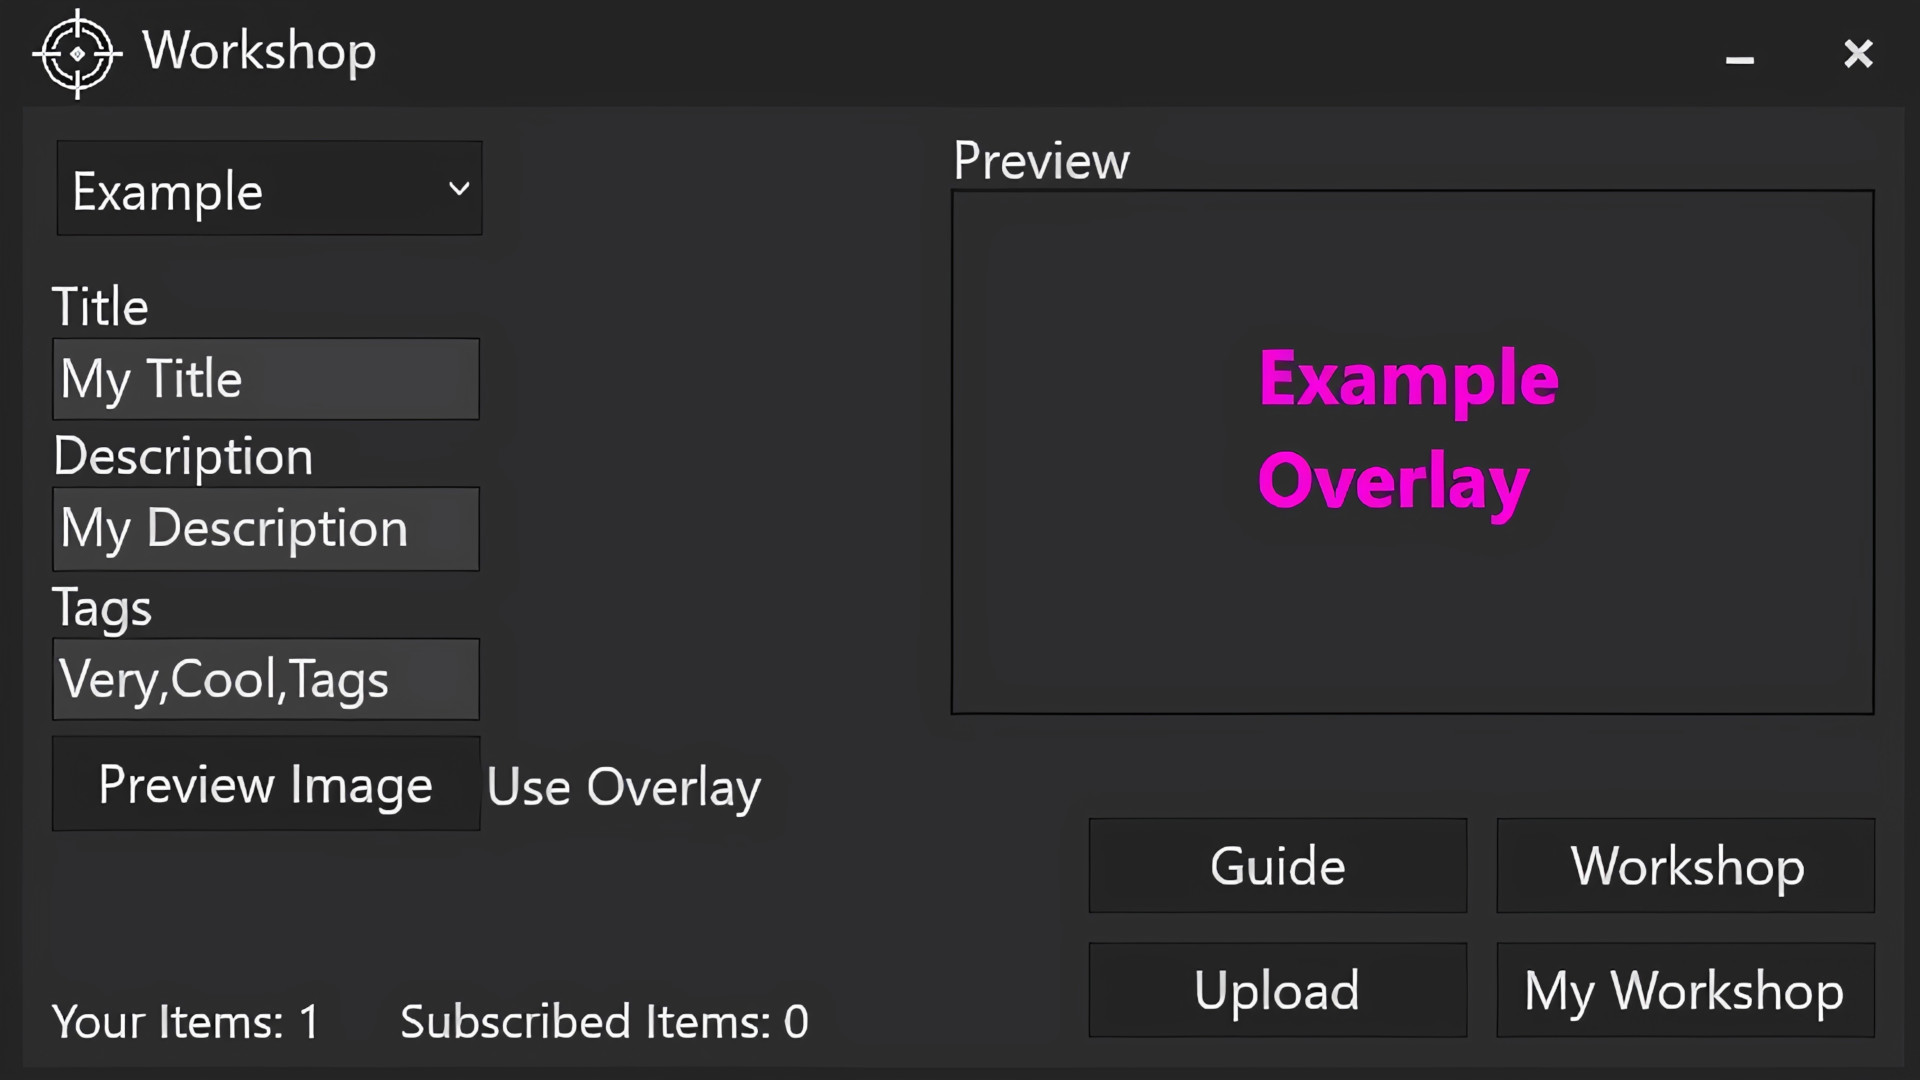 Workshop
Example
Title
My Title
Description
My Description
Tags
Very,Cool,Tags
Preview Image
Use Overlay
Your Items: 1
Subscribed Items: 0
Preview
Example
Overlay
Guide
Workshop
Upload
My Workshop